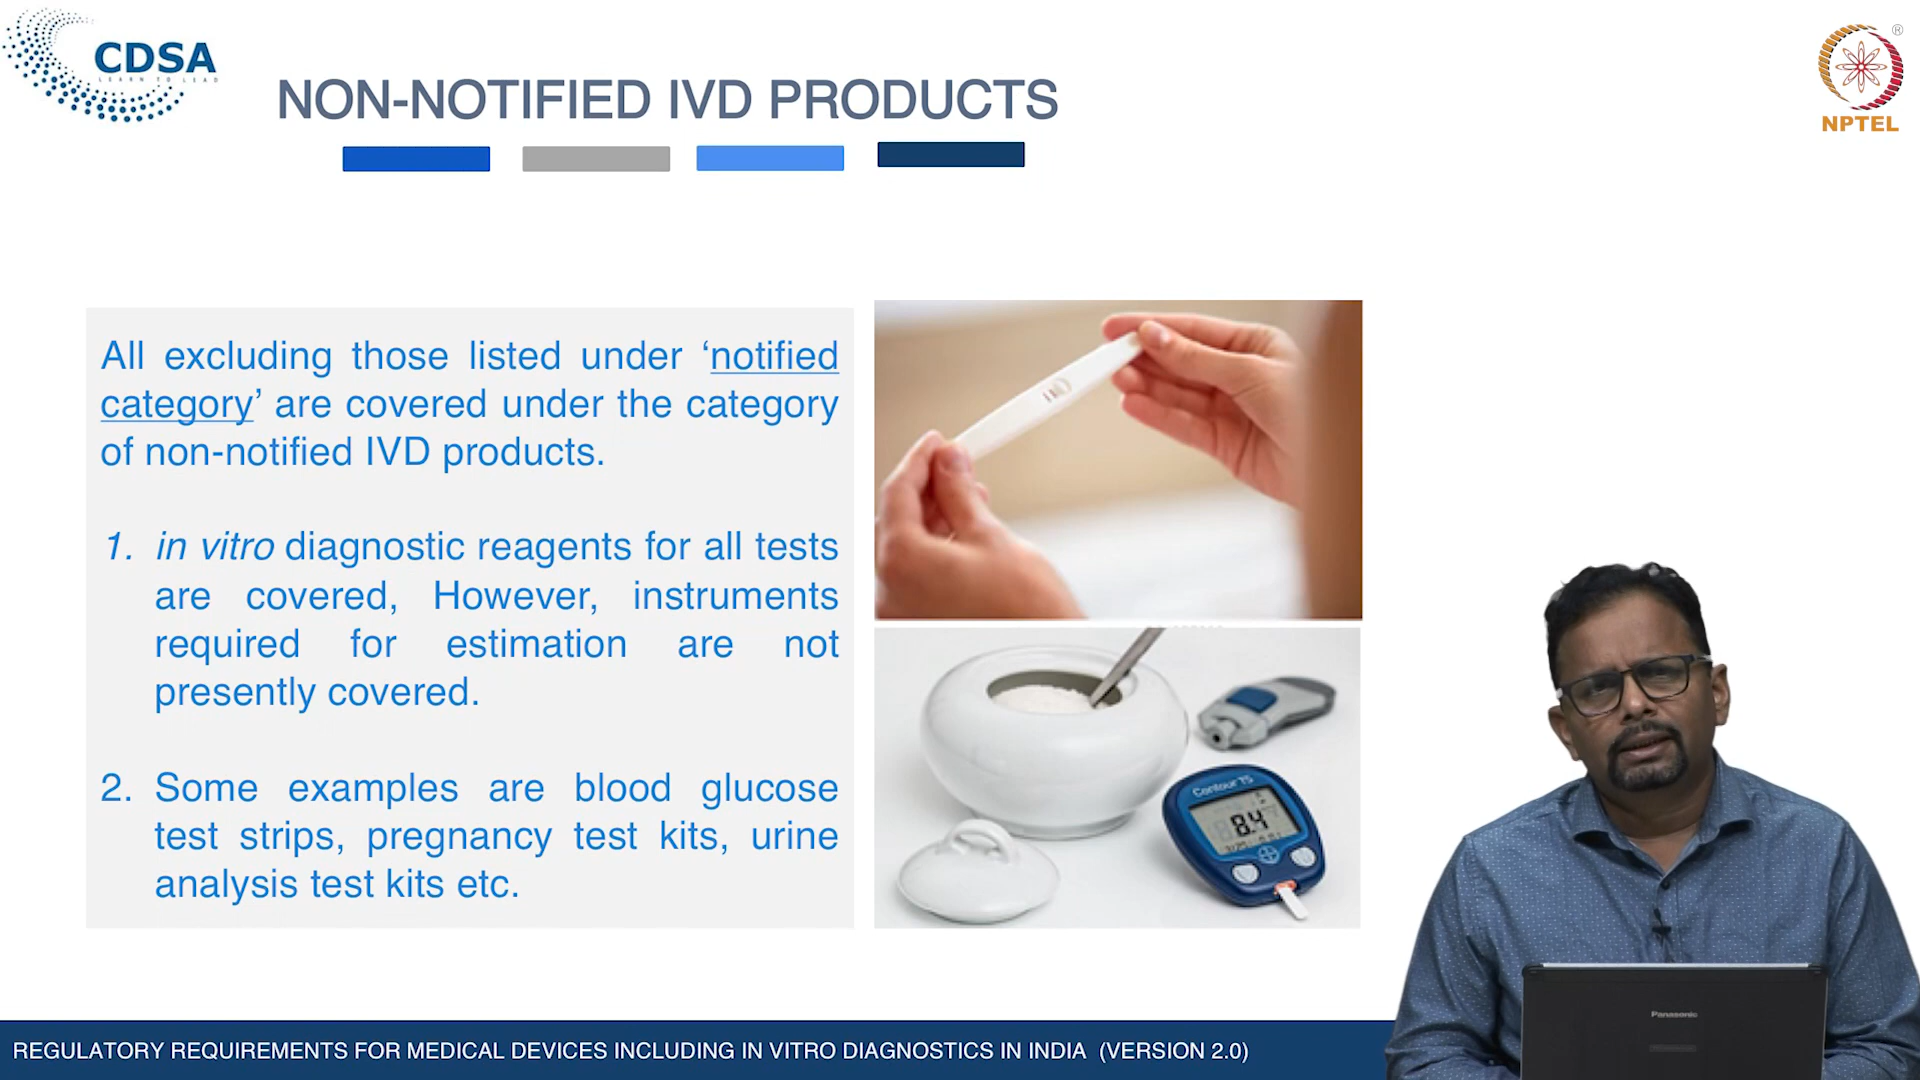 CDSA
LEARN TO LEAD
NON-NOTIFIED IVD PRODUCTS
®
NPTEL
All excluding those listed under ‘notified
category’ are covered under the category
of non-notified IVD products.
1. in vitro diagnostic reagents for all tests
are covered, However, instruments
required for estimation are not
presently covered.
2. Some examples are blood glucose
test strips, pregnancy test kits, urine
analysis test kits etc.
Contour TS
8.4
Panasonic
REGULATORY REQUIREMENTS FOR MEDICAL DEVICES INCLUDING IN VITRO DIAGNOSTICS IN INDIA (VERSION 2.0)